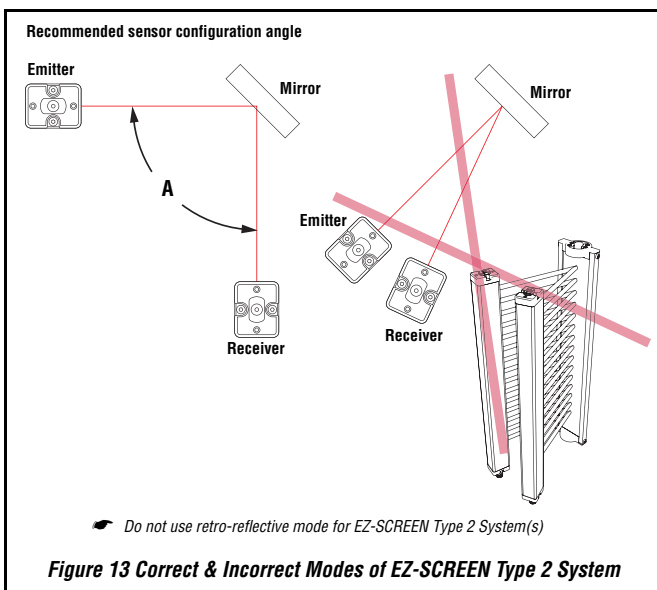 Recommended sensor configuration angle
Emitter
Mirror
A
Receiver
Mirror
Emitter
Receiver
☛ Do not use retro-reflective mode for EZ-SCREEN Type 2 System(s)
Figure 13 Correct & Incorrect Modes of EZ-SCREEN Type 2 System